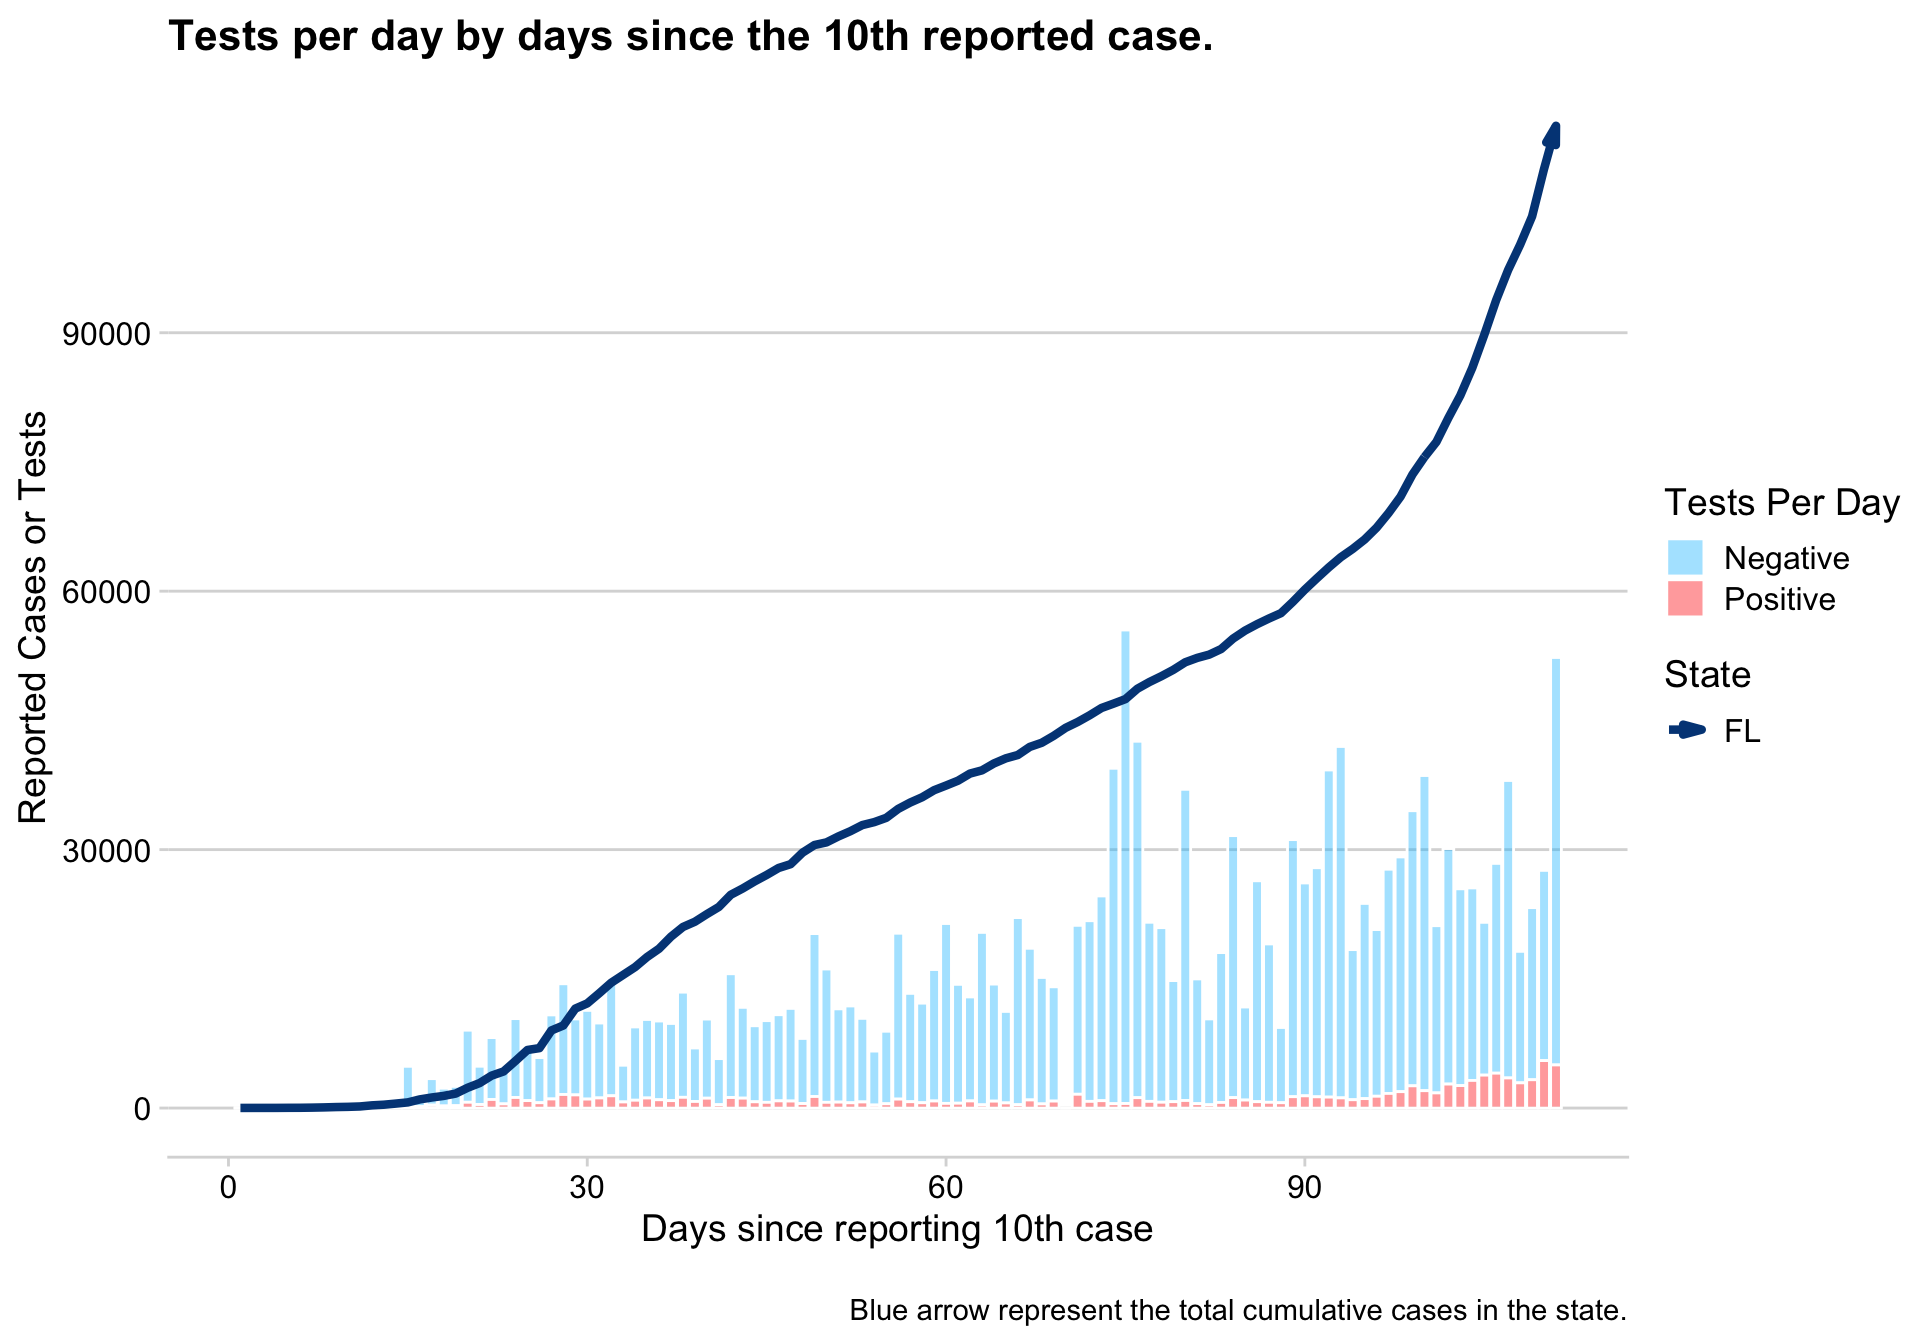 Tests per day by days since the 10th reported case.
Reported Cases or Tests
90000
60000
30000
0
0 30 60 90
Days since reporting 10th case
Tests Per Day
Negative
Positive
State
FL
Blue arrow represent the total cumulative cases in the state.